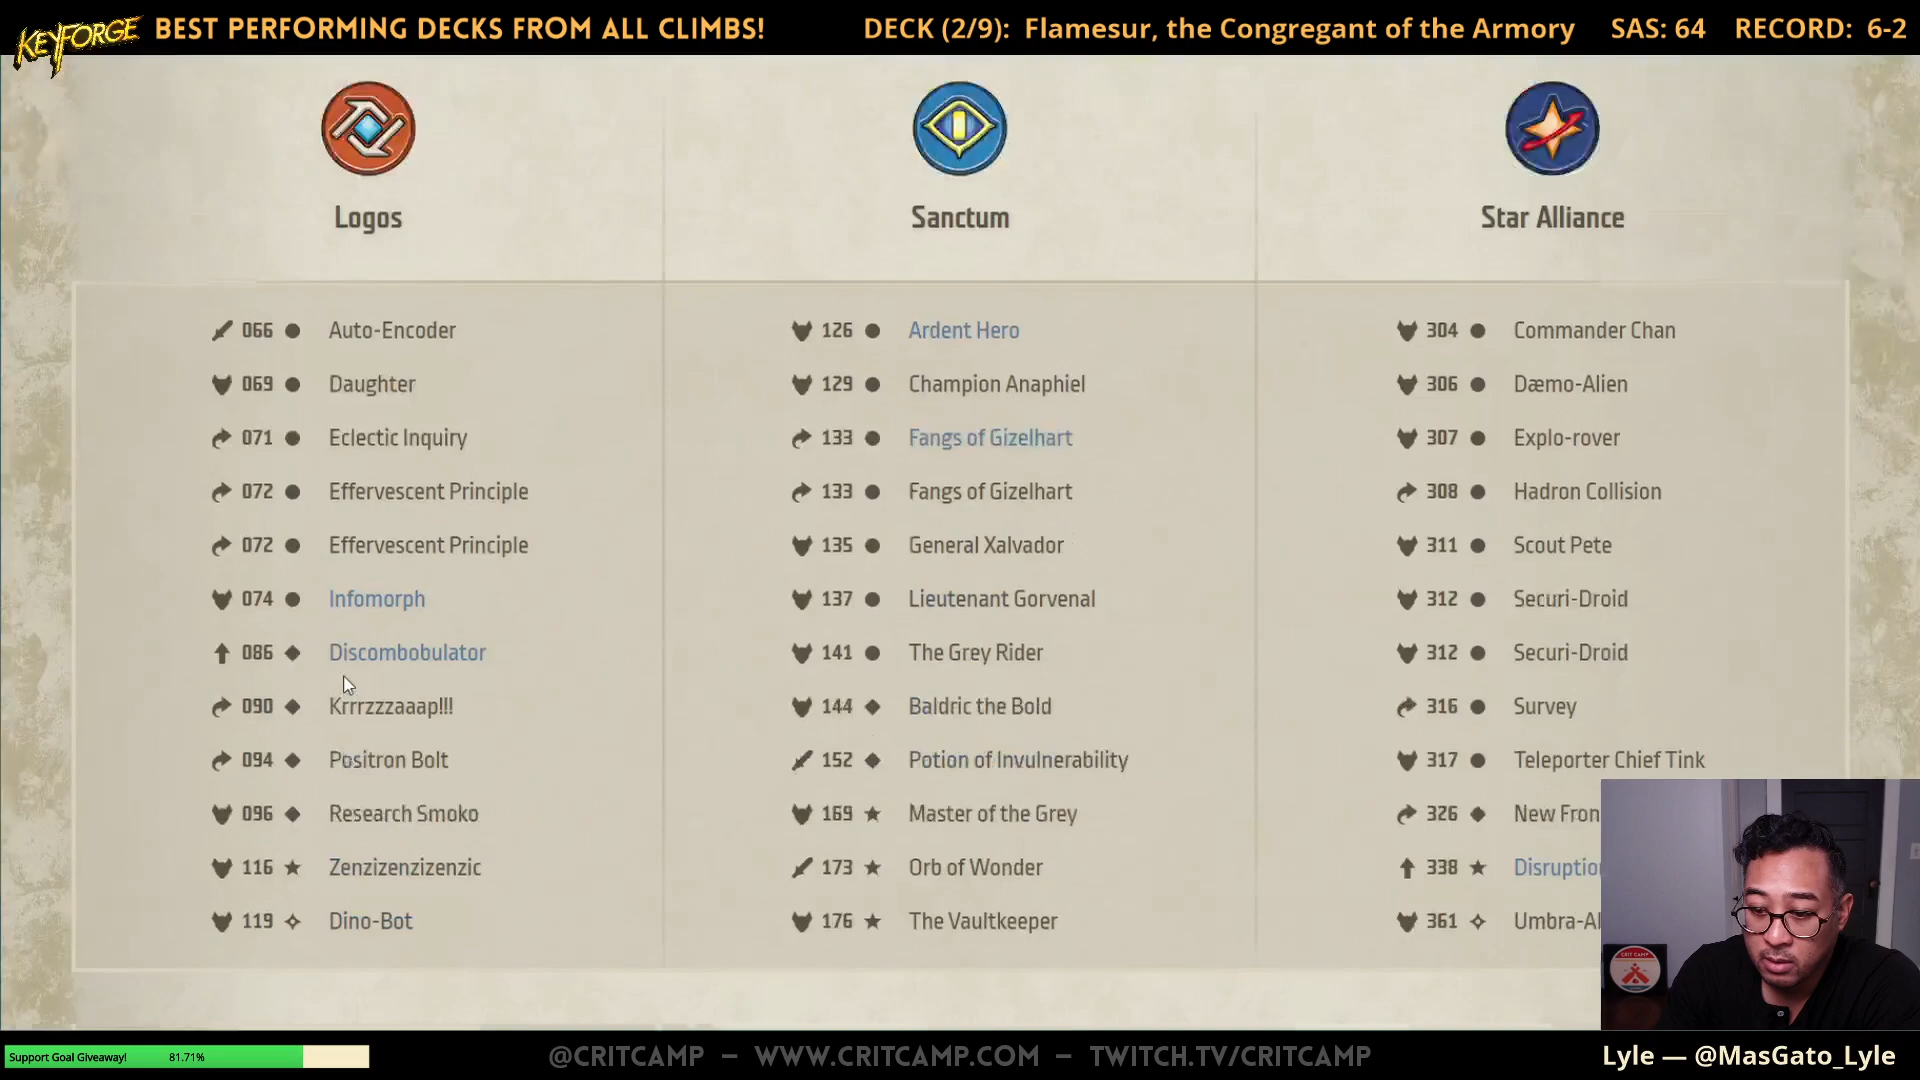 KEYFORGE
BEST PERFORMING DECKS FROM ALL CLIMBS!
DECK (2/9): Flamesur, the Congregant of the Armory
SAS: 64
RECORD: 6-2
Logos
066 Auto-Encoder
069 Daughter
071 Eclectic Inquiry
072 Effervescent Principle
072 Effervescent Principle
074 Infomorph
086 Discombobulator
090 Krrrzzzaaap!!!
094 Positron Bolt
096 Research Smoko
116 Zenzizenzizenzic
119 Dino-Bot
Sanctum
126 Ardent Hero
129 Champion Anaphiel
133 Fangs of Gizelhart
133 Fangs of Gizelhart
135 General Xalvador
137 Lieutenant Gorvenal
141 The Grey Rider
144 Baldric the Bold
152 Potion of Invulnerability
169 Master of the Grey
173 Orb of Wonder
176 The Vaultkeeper
Star Alliance
304 Commander Chan
306 Dæmo-Alien
307 Explo-rover
308 Hadron Collision
311 Scout Pete
312 Securi-Droid
312 Securi-Droid
316 Survey
317 Teleporter Chief Tink
326 New Fron
338 Disruptio
361 Umbra-Al
CRIT CAMP
Support Goal Giveaway! 81.71%
@CRITCAMP — WWW.CRITCAMP.COM — TWITCH.TV/CRITCAMP
Lyle — @MasGato_Lyle